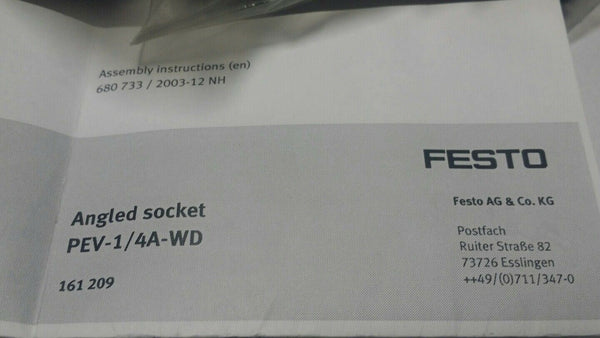 Assembly instructions (en)
680 733 / 2003-12 NH
FESTO
Angled socket
PEV-1/4A-WD
161 209
Festo AG & Co. KG
Postfach
Ruiter Straße 82
73726 Esslingen
++49/(0)711/347-0